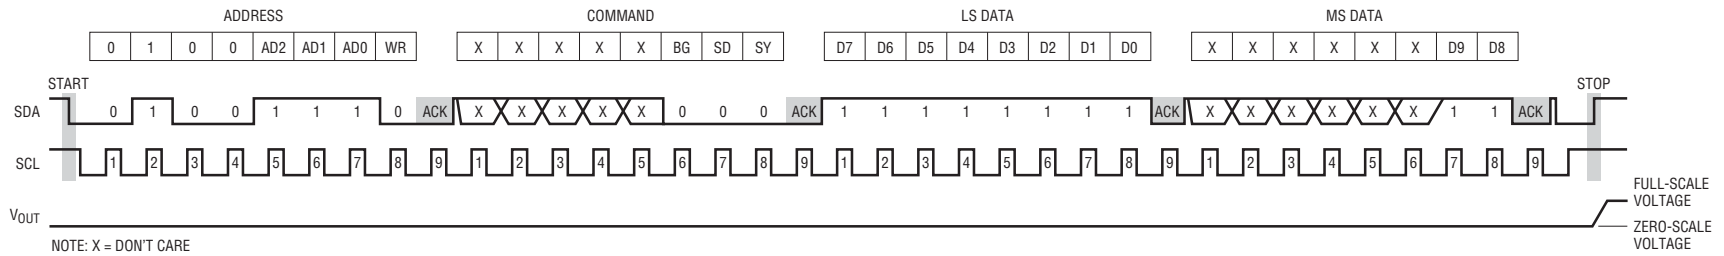 ADDRESS COMMAND LS DATA MS DATA
0 1 0 0 AD2 AD1 AD0 WR X X X X X BG SD SY D7 D6 D5 D4 D3 D2 D1 D0 X X X X X X D9 D8
START STOP
SDA 0 1 0 0 1 1 1 0 ACK X X X X X 0 0 0 ACK 1 1 1 1 1 1 1 1 ACK X X X X X X 1 1 ACK
SCL 1 2 3 4 5 6 7 8 9 1 2 3 4 5 6 7 8 9 1 2 3 4 5 6 7 8 9 1 2 3 4 5 6 7 8 9
FULL-SCALE
VOLTAGE
VOUT
ZERO-SCALE
VOLTAGE
NOTE: X = DON'T CARE